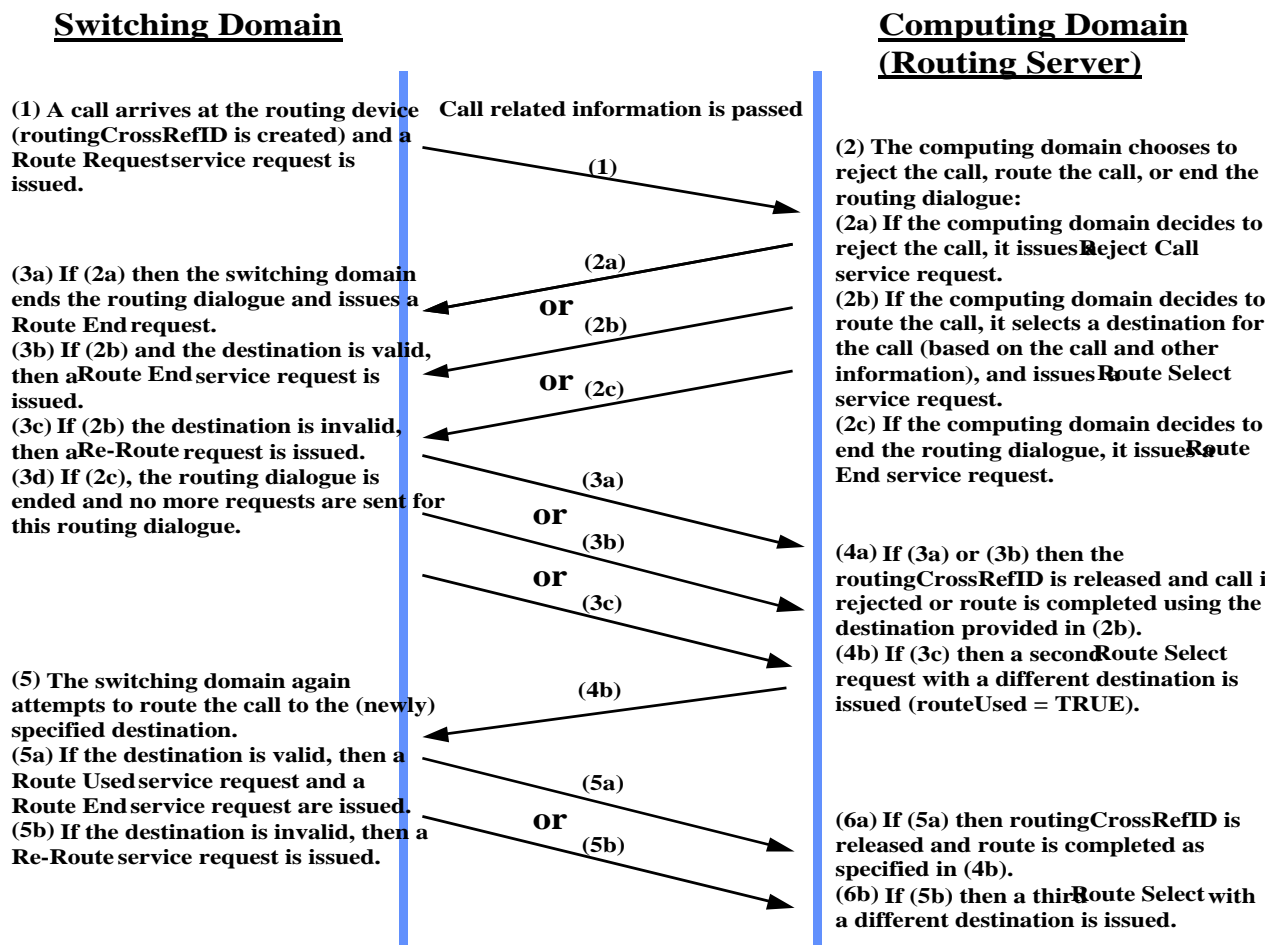 Switching Domain
Computing Domain
(Routing Server)
(1) A call arrives at the routing device
(routingCrossRefID is created) and a
Route Request service request is
issued.
Call related information is passed
(1)
(2) The computing domain chooses to
reject the call, route the call, or end the
routing dialogue:
(2a) If the computing domain decides to
reject the call, it issues a Reject Call
service request.
(2b) If the computing domain decides to
route the call, it selects a destination for
the call (based on the call and other
information), and issues a Route Select
service request.
(2c) If the computing domain decides to
end the routing dialogue, it issues a Route
End service request.
(2a)
or
(2b)
or
(2c)
(3a) If (2a) then the switching domain
ends the routing dialogue and issues a
Route End request.
(3b) If (2b) and the destination is valid,
then a Route End service request is
issued.
(3c) If (2b) the destination is invalid,
then a Re-Route request is issued.
(3d) If (2c), the routing dialogue is
ended and no more requests are sent for
this routing dialogue.
(3a)
or
(3b)
or
(3c)
(4a) If (3a) or (3b) then the
routingCrossRefID is released and call i
rejected or route is completed using the
destination provided in (2b).
(4b) If (3c) then a second Route Select
request with a different destination is
issued (routeUsed = TRUE).
(4b)
(5) The switching domain again
attempts to route the call to the (newly)
specified destination.
(5a) If the destination is valid, then a
Route Used service request and a
Route End service request are issued.
(5b) If the destination is invalid, then a
Re-Route service request is issued.
(5a)
or
(5b)
(6a) If (5a) then routingCrossRefID is
released and route is completed as
specified in (4b).
(6b) If (5b) then a third Route Select with
a different destination is issued.